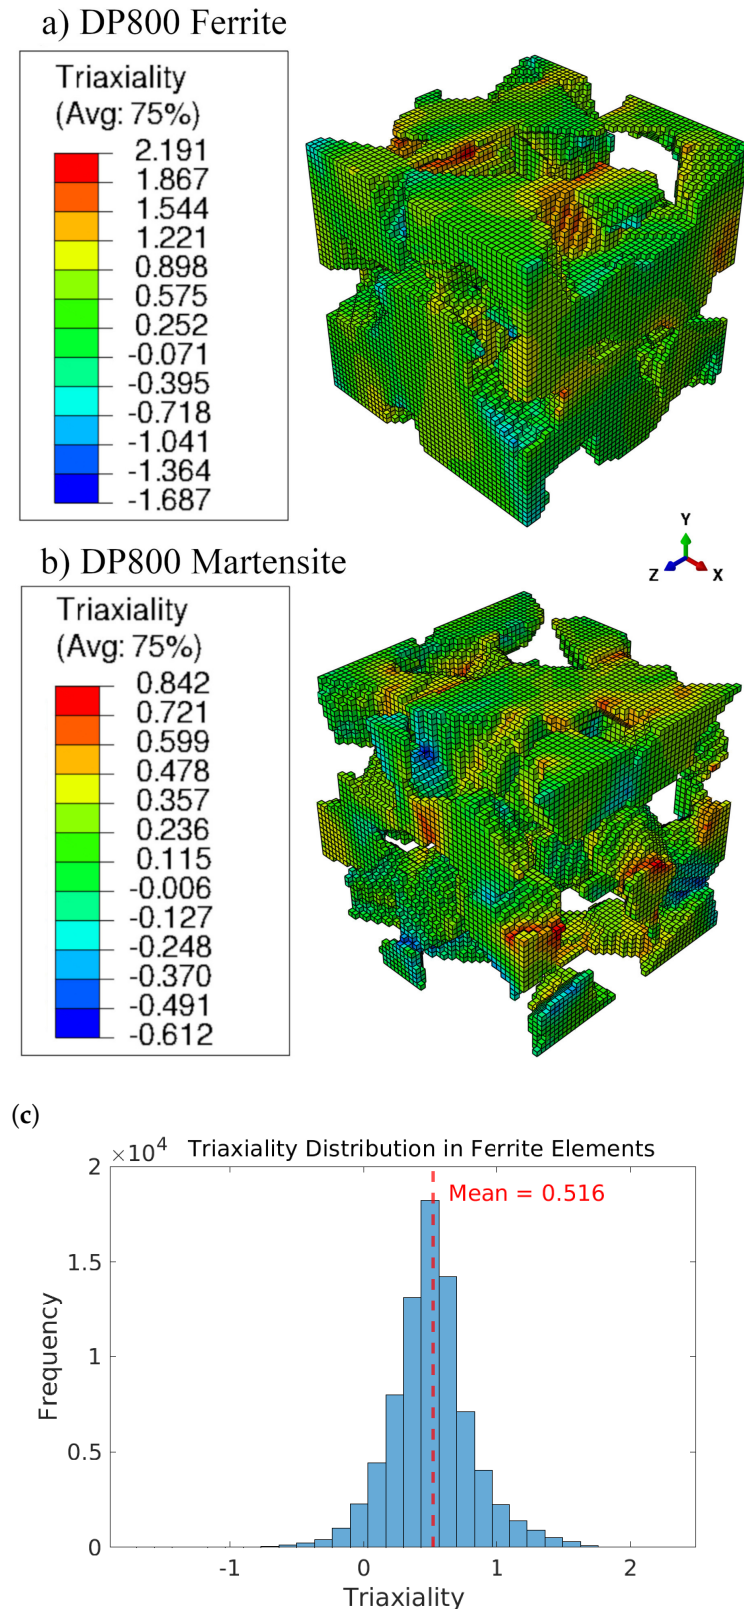 a) DP800 Ferrite
Triaxiality
(Avg: 75%)
2.191
1.867
1.544
1.221
0.898
0.575
0.252
-0.071
-0.395
-0.718
-1.041
-1.364
-1.687
Y
Z X
b) DP800 Martensite
Triaxiality
(Avg: 75%)
0.842
0.721
0.599
0.478
0.357
0.236
0.115
-0.006
-0.127
-0.248
-0.370
-0.491
-0.612
(c)
×10⁴ Triaxiality Distribution in Ferrite Elements
2
Mean = 0.516
1.5
1
0.5
0
Frequency
-1 0 1 2
Triaxiality